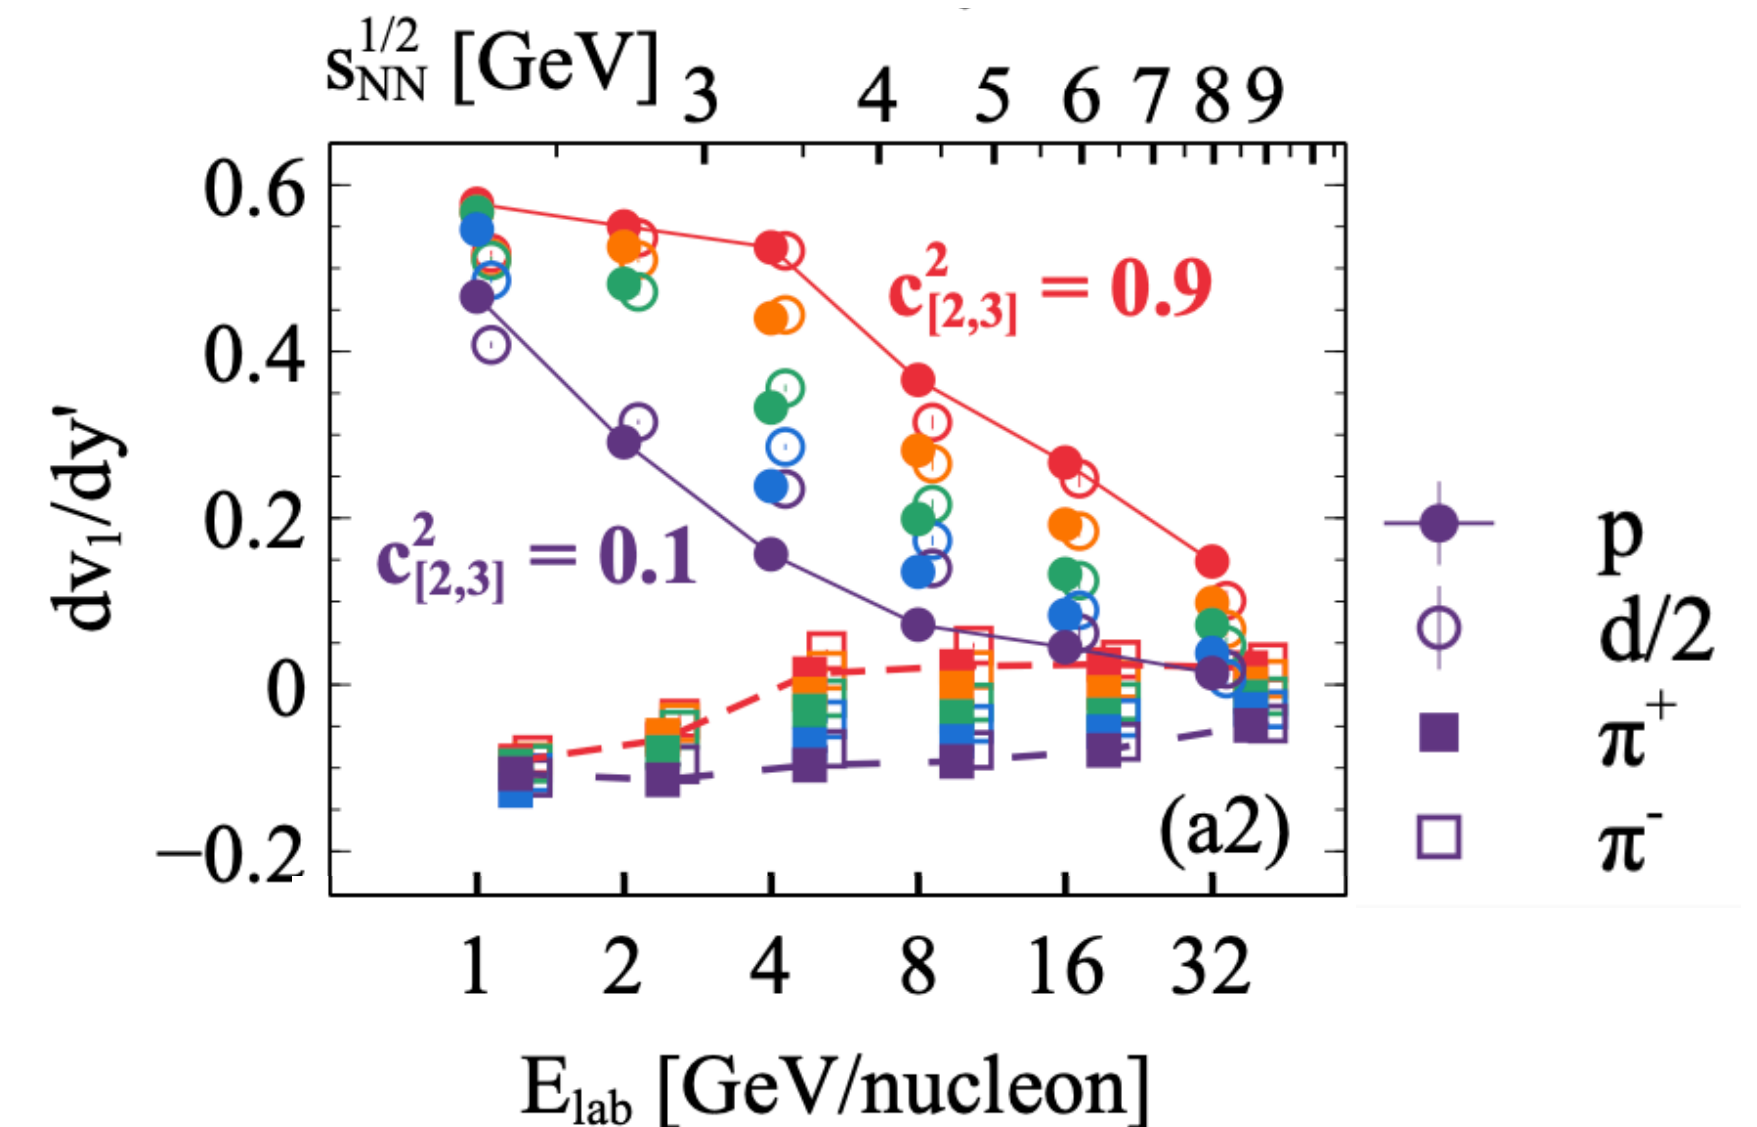 s_NN^1/2 [GeV] 3 4 5 6 7 8 9
0.6
0.4
0.2
0
−0.2
dv₁/dy'
c²_[2,3] = 0.9
c²_[2,3] = 0.1
(a2)
1 2 4 8 16 32
E_lab [GeV/nucleon]
p
d/2
π⁺
π⁻